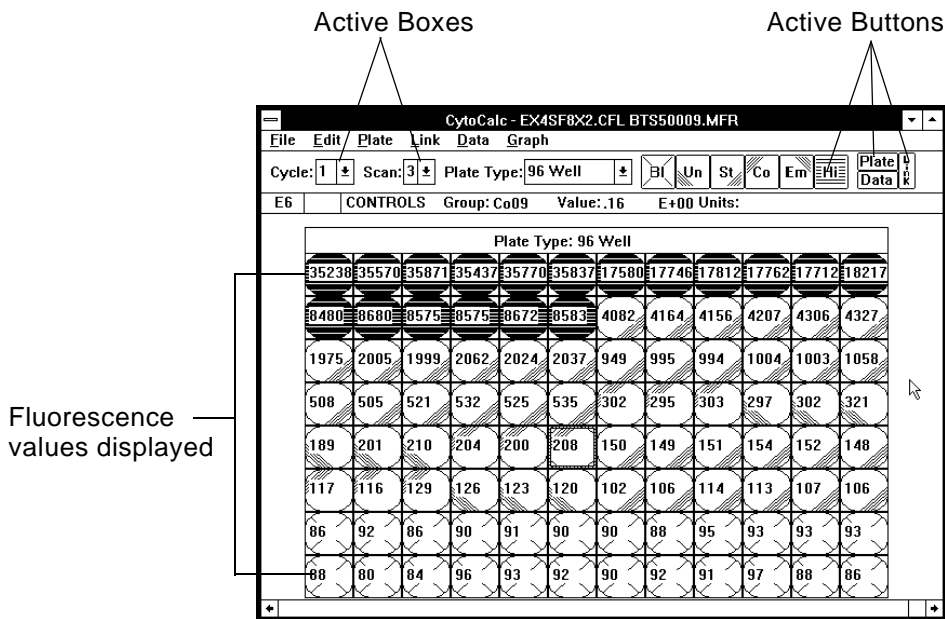 Active Boxes Active Buttons
CytoCalc - EX4SF8X2.CFL BTS50009.MFR
File Edit Plate Link Data Graph
Cycle: 1 Scan: 3 Plate Type: 96 Well Bl Un St Co Em Hi Plate Link
Data
E6 CONTROLS Group: Co09 Value: .16 E+00 Units:
Plate Type: 96 Well
35238 35570 35871 35437 35770 35837 17580 17746 17812 17762 17712 18217
8480 8680 8575 8575 8672 8583 4082 4164 4156 4207 4306 4327
1975 2005 1999 2062 2024 2037 949 995 994 1004 1003 1058
508 505 521 532 525 535 302 295 303 297 302 321
Fluorescence
values displayed
189 201 210 204 200 208 150 149 151 154 152 148
117 116 129 126 123 120 102 106 114 113 107 106
86 92 86 90 91 90 90 88 95 93 93 93
88 80 84 96 93 92 90 92 91 97 88 86